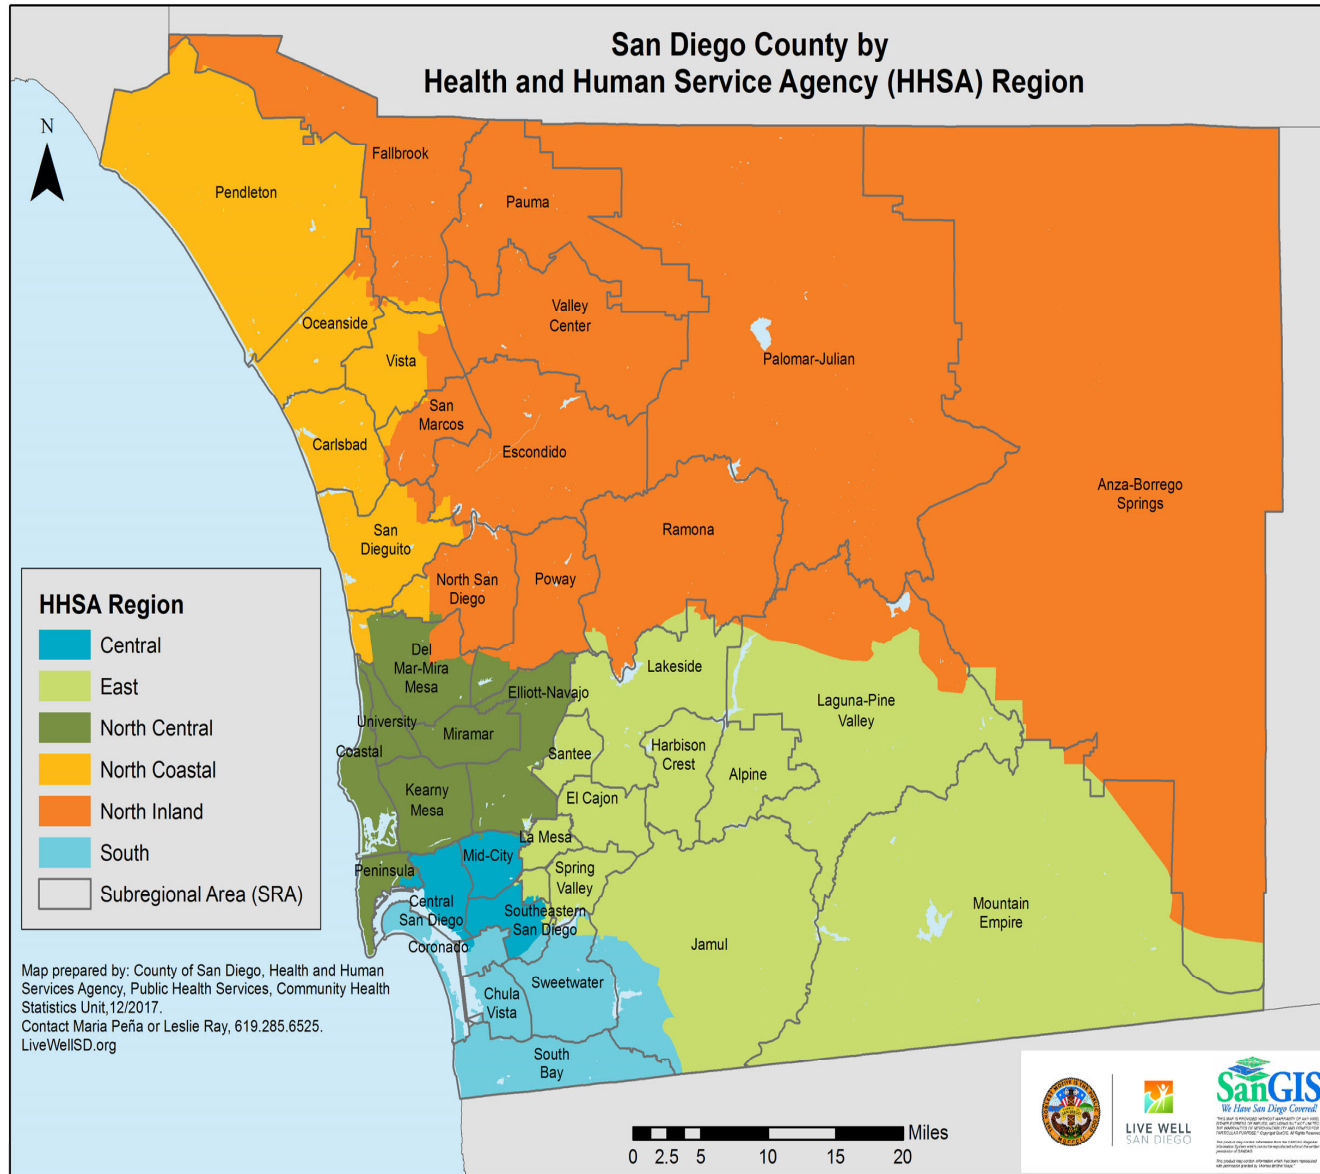 San Diego County by
Health and Human Service Agency (HHSA) Region
N
Fallbrook
Pendleton
Pauma
Valley
Center
Oceanside
Vista
Palomar-Julian
San
Marcos
Carlsbad
Escondido
Anza-Borrego
Springs
San
Dieguito
Ramona
North San
Diego
Poway
HHSA Region
Central
East
North Central
North Coastal
North Inland
South
Subregional Area (SRA)
Del
Mar-Mira
Mesa
Lakeside
Elliott-Navajo
Laguna-Pine
Valley
University
Miramar
Coastal
Santee
Harbison
Crest
Alpine
Kearny
Mesa
El Cajon
La Mesa
Mid-City
Peninsula
Spring
Valley
Central
San Diego
Southeastern
San Diego
Mountain
Empire
Coronado
Jamul
Sweetwater
Chula
Vista
South
Bay
Map prepared by: County of San Diego, Health and Human
Services Agency, Public Health Services, Community Health
Statistics Unit,12/2017.
Contact Maria Peña or Leslie Ray, 619.285.6525.
LiveWellSD.org
Miles
0 2.5 5 10 15 20
LIVE WELL
SAN DIEGO
SanGIS
We Have San Diego Covered!